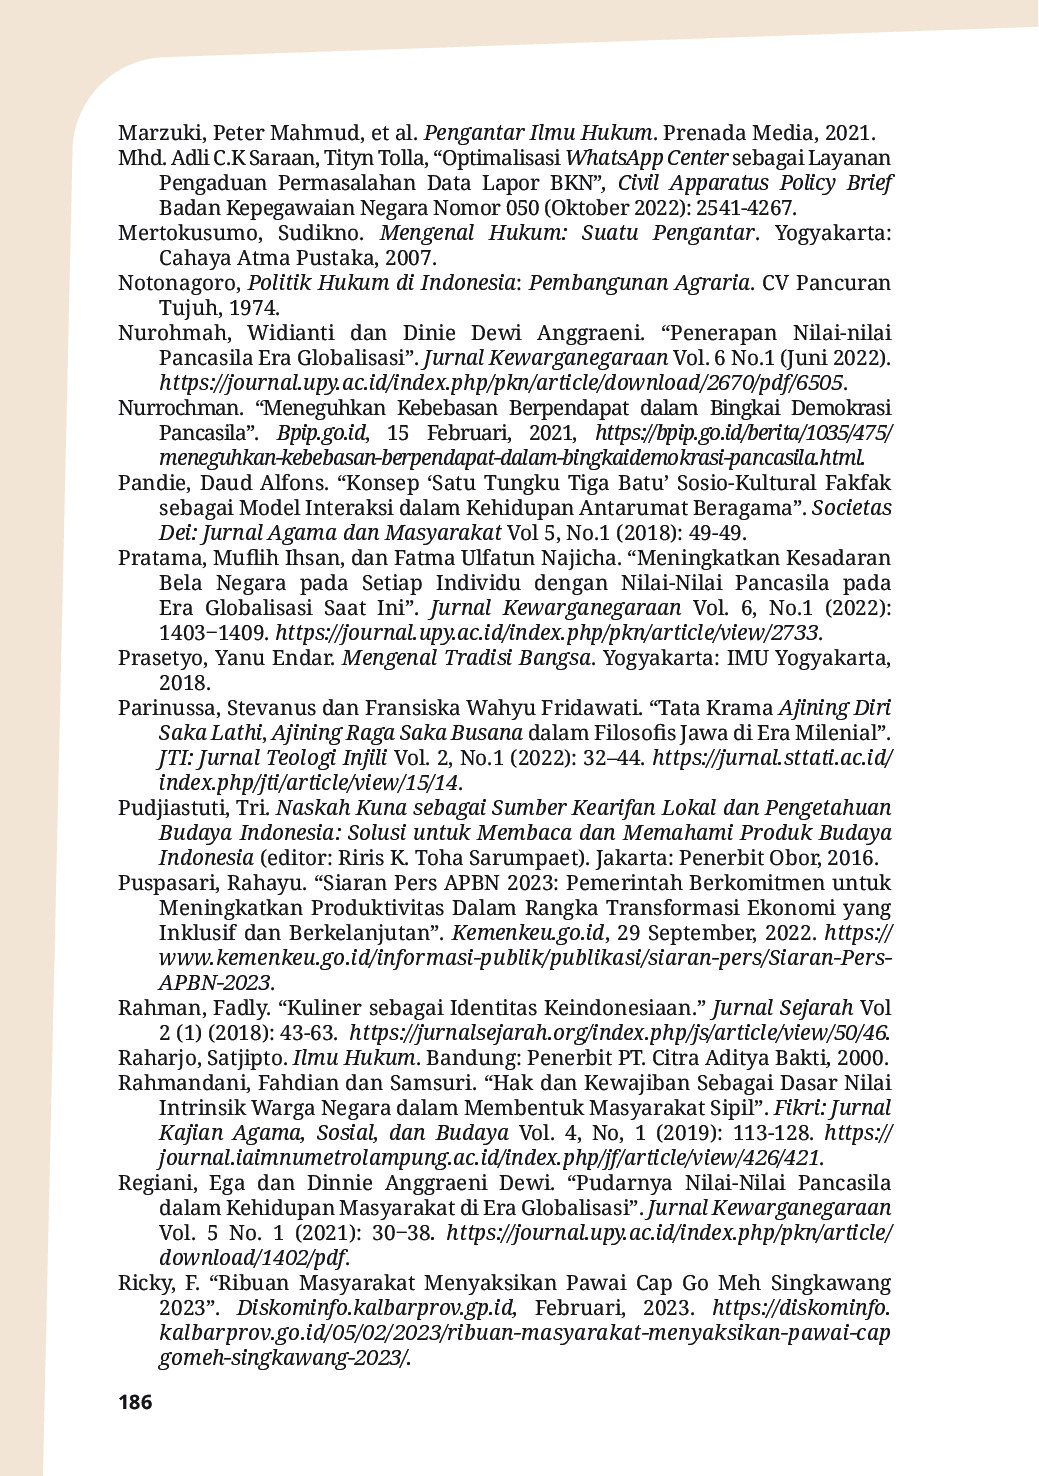 Marzuki, Peter Mahmud, et al. Pengantar Ilmu Hukum. Prenada Media, 2021.
Mhd. Adli C.K Saraan, Tityn Tolla, “Optimalisasi WhatsApp Center sebagai Layanan
Pengaduan Permasalahan Data Lapor BKN”, Civil Apparatus Policy Brief
Badan Kepegawaian Negara Nomor 050 (Oktober 2022): 2541-4267.
Mertokusumo, Sudikno. Mengenal Hukum: Suatu Pengantar. Yogyakarta:
Cahaya Atma Pustaka, 2007.
Notonagoro, Politik Hukum di Indonesia: Pembangunan Agraria. CV Pancuran
Tujuh, 1974.
Nurohmah, Widianti dan Dinie Dewi Anggraeni. “Penerapan Nilai-nilai
Pancasila Era Globalisasi”. Jurnal Kewarganegaraan Vol. 6 No.1 (Juni 2022).
https://journal.upy.ac.id/index.php/pkn/article/download/2670/pdf/6505.
Nurrochman. “Meneguhkan Kebebasan Berpendapat dalam Bingkai Demokrasi
Pancasila”. Bpip.go.id, 15 Februari, 2021, https://bpip.go.id/berita/1035/475/
meneguhkan-kebebasan-berpendapat-dalam-bingkaidemokrasi-pancasila.html.
Pandie, Daud Alfons. “Konsep ‘Satu Tungku Tiga Batu’ Sosio-Kultural Fakfak
sebagai Model Interaksi dalam Kehidupan Antarumat Beragama”. Societas
Dei: Jurnal Agama dan Masyarakat Vol 5, No.1 (2018): 49-49.
Pratama, Muflih Ihsan, dan Fatma Ulfatun Najicha. “Meningkatkan Kesadaran
Bela Negara pada Setiap Individu dengan Nilai-Nilai Pancasila pada
Era Globalisasi Saat Ini”. Jurnal Kewarganegaraan Vol. 6, No.1 (2022):
1403−1409. https://journal.upy.ac.id/index.php/pkn/article/view/2733.
Prasetyo, Yanu Endar. Mengenal Tradisi Bangsa. Yogyakarta: IMU Yogyakarta,
2018.
Parinussa, Stevanus dan Fransiska Wahyu Fridawati. “Tata Krama Ajining Diri
Saka Lathi, Ajining Raga Saka Busana dalam Filosofis Jawa di Era Milenial”.
JTI: Jurnal Teologi Injili Vol. 2, No.1 (2022): 32–44. https://jurnal.sttati.ac.id/
index.php/jti/article/view/15/14.
Pudjiastuti, Tri. Naskah Kuna sebagai Sumber Kearifan Lokal dan Pengetahuan
Budaya Indonesia: Solusi untuk Membaca dan Memahami Produk Budaya
Indonesia (editor: Riris K. Toha Sarumpaet). Jakarta: Penerbit Obor, 2016.
Puspasari, Rahayu. “Siaran Pers APBN 2023: Pemerintah Berkomitmen untuk
Meningkatkan Produktivitas Dalam Rangka Transformasi Ekonomi yang
Inklusif dan Berkelanjutan”. Kemenkeu.go.id, 29 September, 2022. https://
www.kemenkeu.go.id/informasi-publik/publikasi/siaran-pers/Siaran-Pers-
APBN-2023.
Rahman, Fadly. “Kuliner sebagai Identitas Keindonesiaan.” Jurnal Sejarah Vol
2 (1) (2018): 43-63. https://jurnalsejarah.org/index.php/js/article/view/50/46.
Raharjo, Satjipto. Ilmu Hukum. Bandung: Penerbit PT. Citra Aditya Bakti, 2000.
Rahmandani, Fahdian dan Samsuri. “Hak dan Kewajiban Sebagai Dasar Nilai
Intrinsik Warga Negara dalam Membentuk Masyarakat Sipil”. Fikri: Jurnal
Kajian Agama, Sosial, dan Budaya Vol. 4, No, 1 (2019): 113-128. https://
journal.iaimnumetrolampung.ac.id/index.php/jf/article/view/426/421.
Regiani, Ega dan Dinnie Anggraeni Dewi. “Pudarnya Nilai-Nilai Pancasila
dalam Kehidupan Masyarakat di Era Globalisasi”. Jurnal Kewarganegaraan
Vol. 5 No. 1 (2021): 30−38. https://journal.upy.ac.id/index.php/pkn/article/
download/1402/pdf.
Ricky, F. “Ribuan Masyarakat Menyaksikan Pawai Cap Go Meh Singkawang
2023”. Diskominfo.kalbarprov.gp.id, Februari, 2023. https://diskominfo.
kalbarprov.go.id/05/02/2023/ribuan-masyarakat-menyaksikan-pawai-cap
gomeh-singkawang-2023/.
186